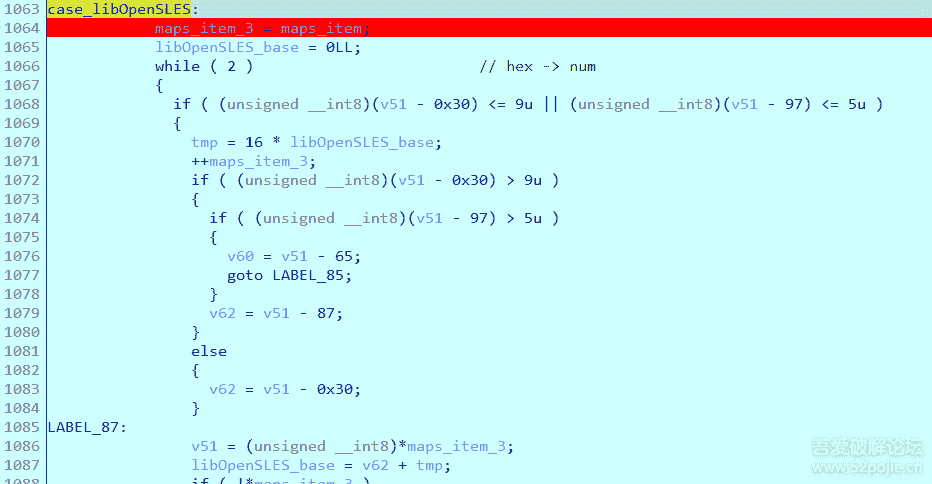 1063 case_libOpenSLES:
1064 maps_item_3 = maps_item;
1065 libOpenSLES_base = 0LL;
1066 while ( 2 ) // hex -> num
1067 {
1068 if ( (unsigned __int8)(v51 - 0x30) <= 9u || (unsigned __int8)(v51 - 97) <= 5u )
1069 {
1070 tmp = 16 * libOpenSLES_base;
1071 ++maps_item_3;
1072 if ( (unsigned __int8)(v51 - 0x30) > 9u )
1073 {
1074 if ( (unsigned __int8)(v51 - 97) > 5u )
1075 {
1076 v60 = v51 - 65;
1077 goto LABEL_85;
1078 }
1079 v62 = v51 - 87;
1080 }
1081 else
1082 {
1083 v62 = v51 - 0x30;
1084 }
1085 LABEL_87:
1086 v51 = (unsigned __int8)*maps_item_3;
1087 libOpenSLES_base = v62 + tmp;
1088 if ( !*maps_item_3 )
吾爱破解论坛
www.52pojie.cn